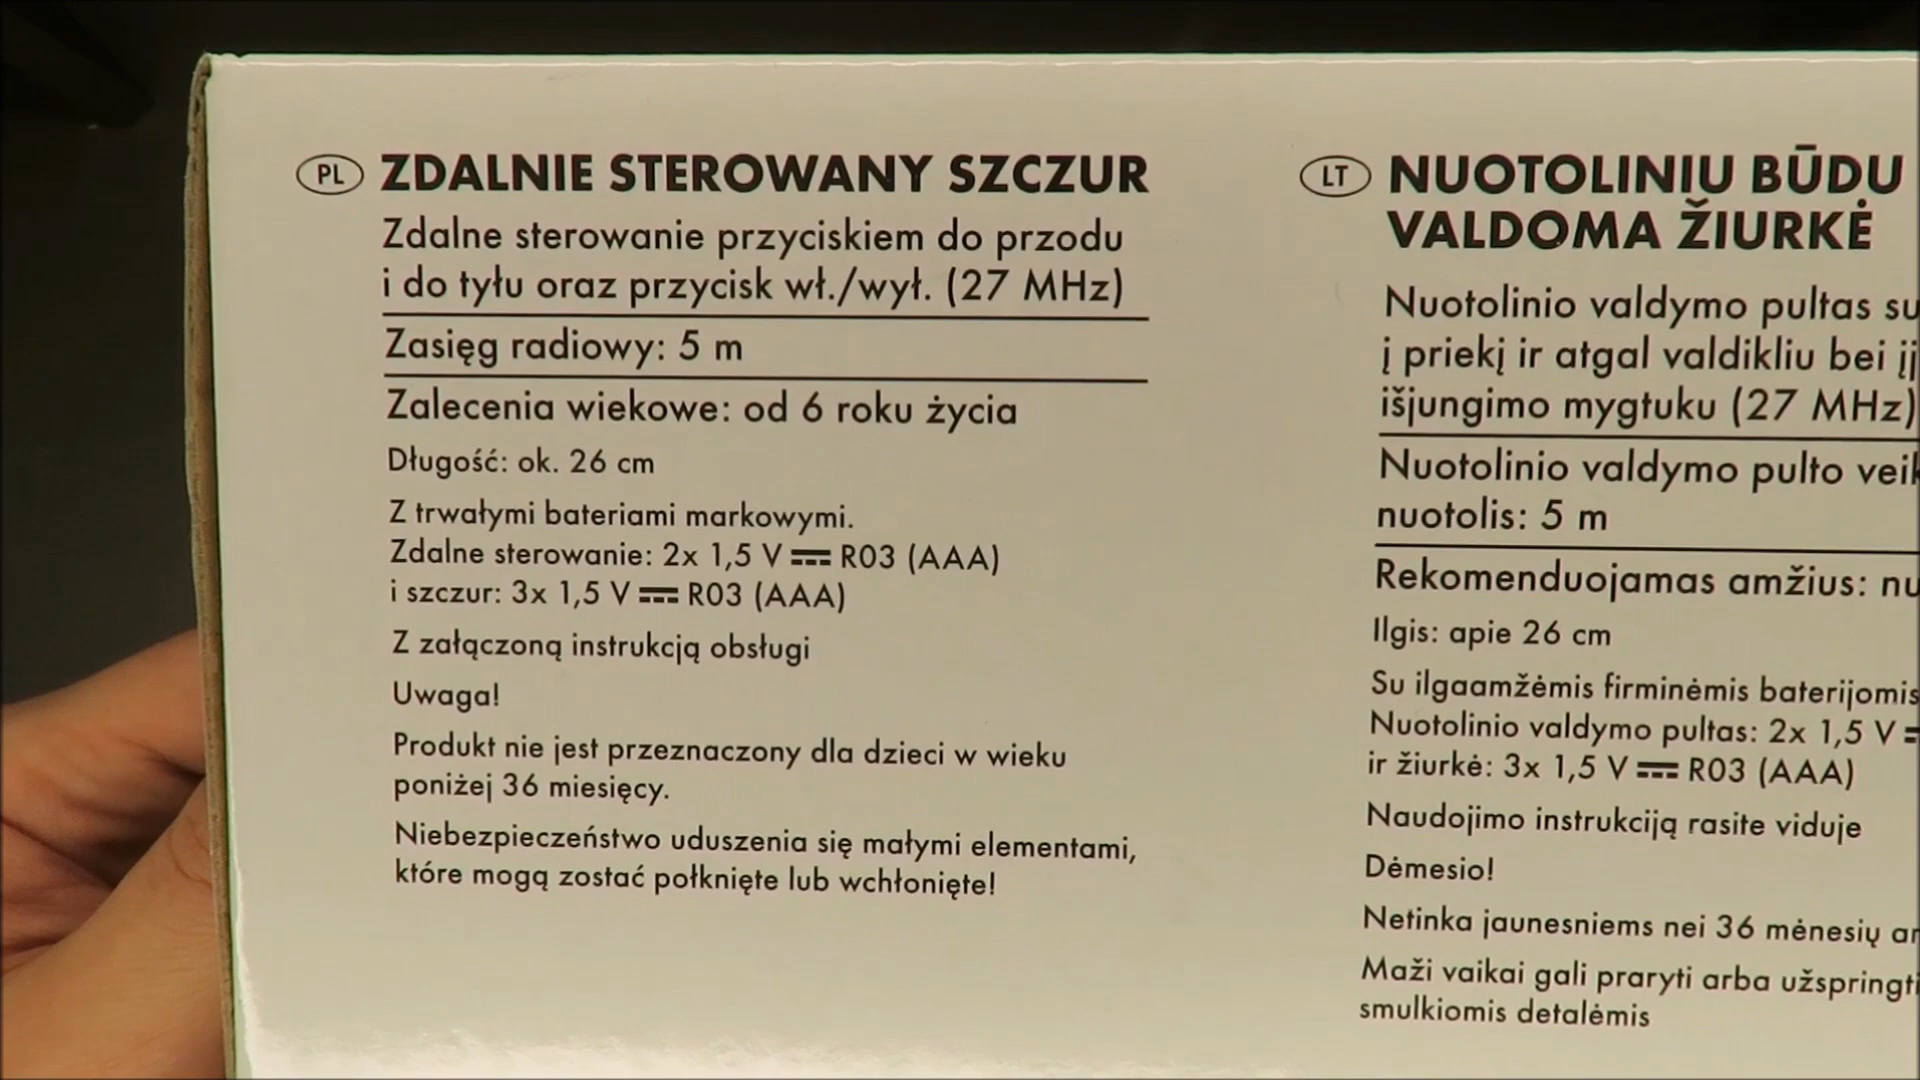 PL ZDALNIE STEROWANY SZCZUR
Zdalne sterowanie przyciskiem do przodu
i do tyłu oraz przycisk wł./wył. (27 MHz)
Zasięg radiowy: 5 m
Zalecenia wiekowe: od 6 roku życia
Długość: ok. 26 cm
Z trwałymi bateriami markowymi.
Zdalne sterowanie: 2x 1,5 V ⎓ R03 (AAA)
i szczur: 3x 1,5 V ⎓ R03 (AAA)
Z załączoną instrukcją obsługi
Uwaga!
Produkt nie jest przeznaczony dla dzieci w wieku
poniżej 36 miesięcy.
Niebezpieczeństwo uduszenia się małymi elementami,
które mogą zostać połknięte lub wchłonięte!
LT NUOTOLINIU BŪDU
VALDOMA ŽIURKĖ
Nuotolinio valdymo pultas su
į priekį ir atgal valdikliu bei
išjungimo mygtuku (27 MHz)
Nuotolinio valdymo pulto
nuotolis: 5 m
Rekomenduojamas amžius:
Ilgis: apie 26 cm
Su ilgaamžėmis firminėmis baterijomis
Nuotolinio valdymo pultas: 2x 1,5 V
ir žiurkė: 3x 1,5 V ⎓ R03 (AAA)
Naudojimo instrukciją rasite viduje
Dėmesio!
Netinka jaunesniems nei 36 mėnesių
Maži vaikai gali praryti arba
smulkiomis detalėmis